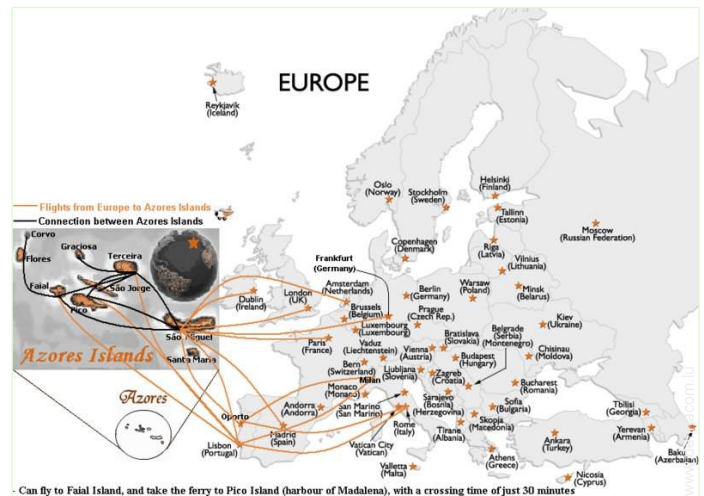 EUROPE
Reykjavik
(Iceland)
Flights from Europe to Azores Islands
Connection between Azores Islands
Corvo
Flores
Graciosa
Terceira
Faial
São Jorge
Pico
São Miguel
Santa Maria
Azores Islands
Azores
Oslo
(Norway)
Stockholm
(Sweden)
Helsinki
(Finland)
Tallinn
(Estonia)
Moscow
(Russian Federation)
Copenhagen
(Denmark)
Riga
(Latvia)
Vilnius
(Lithuania)
Frankfurt
(Germany)
Dublin
(Ireland)
London
(UK)
Amsterdam
(Netherlands)
Berlin
(Germany)
Warsaw
(Poland)
Minsk
(Belarus)
Brussels
(Belgium)
Prague
(Czech Rep.)
Luxembourg
(Luxembourg)
Kiev
(Ukraine)
Paris
(France)
Vaduz
(Liechtenstein)
Vienna
(Austria)
Bratislava
(Slovakia)
Belgrade
(Serbia)
(Montenegro)
Chisinau
(Moldova)
Budapest
(Hungary)
Bern
(Switzerland)
Ljubljana
(Slovenia)
Zagreb
(Croatia)
Milan
Monaco
(Monaco)
Bucharest
(Romania)
Andorra
(Andorra)
San Marino
(San Marino)
Sarajevo
(Bosnia)
(Herzegovina)
Sofia
(Bulgaria)
Skopja
(Macedonia)
Tbilisi
(Georgia)
Oporto
Madrid
(Spain)
Rome
(Italy)
Tirane
(Albania)
Yerevan
(Armenia)
Lisbon
(Portugal)
Vatican City
(Vatican)
Ankara
(Turkey)
Baku
(Azerbaijan)
Athens
(Greece)
Valletta
(Malta)
Nicosia
(Cyprus)
- Can fly to Faial Island, and take the ferry to Pico Island (harbour of Madalena), with a crossing time of just 30 minutes